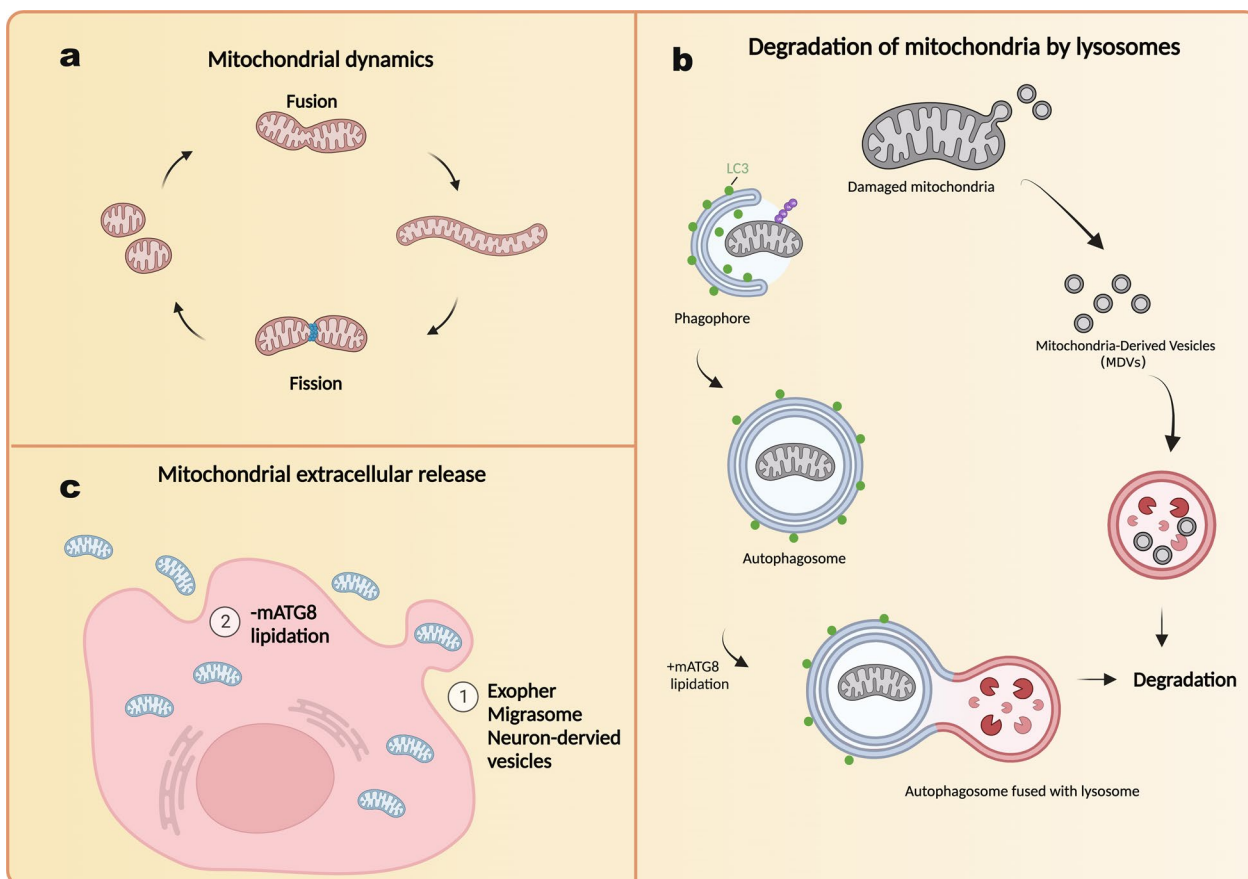 a
Mitochondrial dynamics
Fusion
Fission
b
Degradation of mitochondria by lysosomes
Damaged mitochondria
LC3
Phagophore
Mitochondria-Derived Vesicles
(MDVs)
Autophagosome
+mATG8
lipidation
Degradation
Autophagosome fused with lysosome
c
Mitochondrial extracellular release
2
-mATG8
lipidation
1
Exopher
Migrasome
Neuron-dervied
vesicles